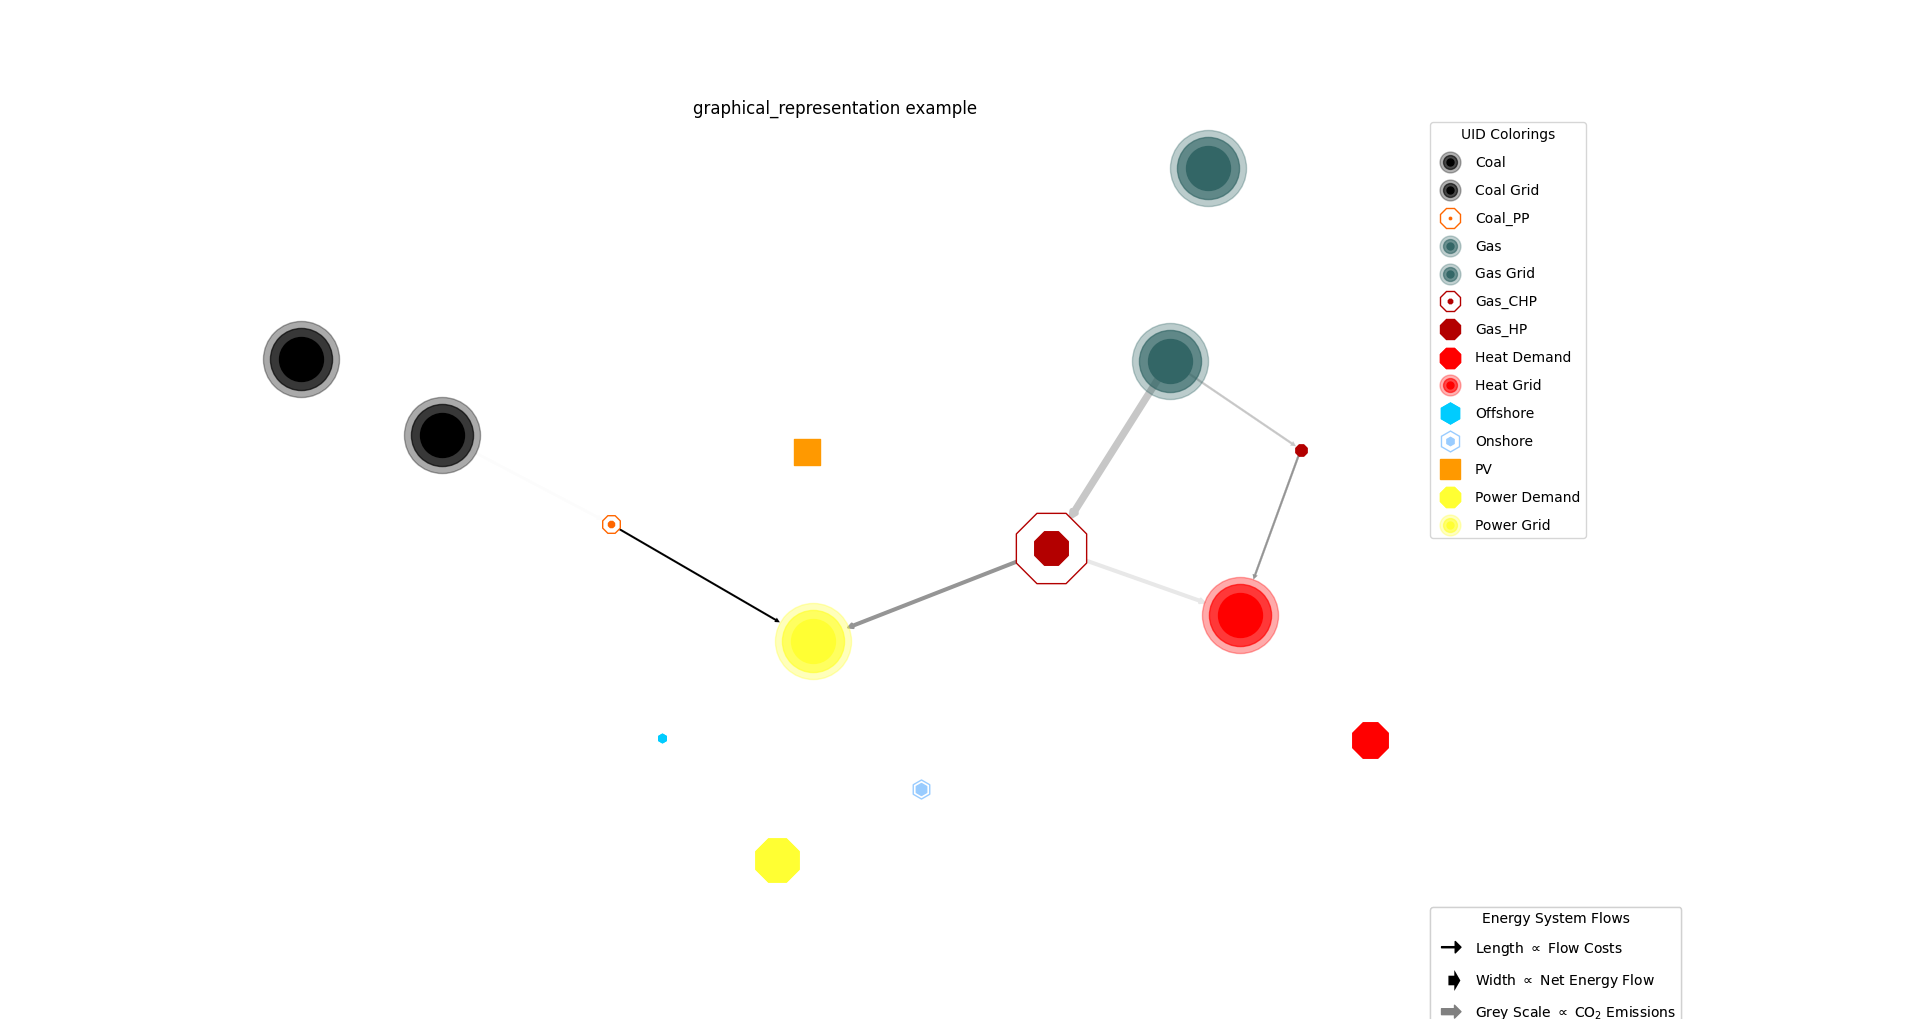 graphical_representation example
UID Colorings
Coal
Coal Grid
Coal_PP
Gas
Gas Grid
Gas_CHP
Gas_HP
Heat Demand
Heat Grid
Offshore
Onshore
PV
Power Demand
Power Grid
Energy System Flows
Length ∝ Flow Costs
Width ∝ Net Energy Flow
Grey Scale ∝ CO₂ Emissions